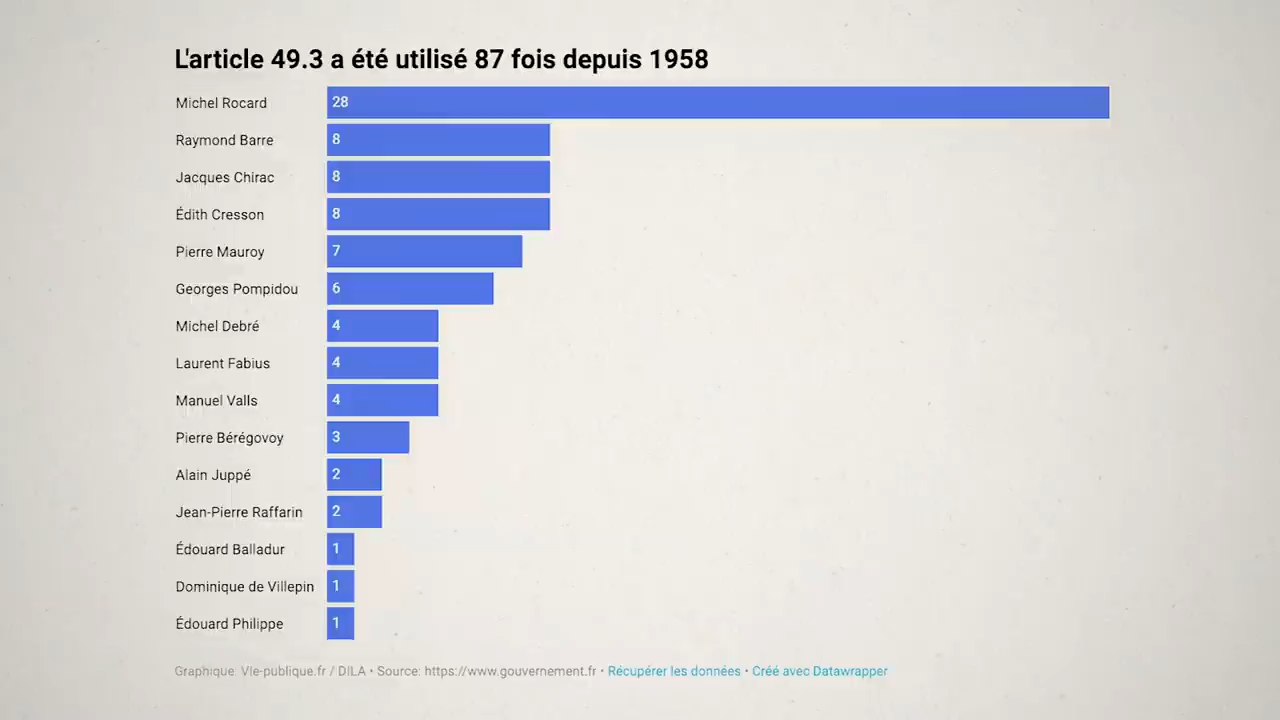 L'article 49.3 a été utilisé 87 fois depuis 1958
Michel Rocard 28
Raymond Barre 8
Jacques Chirac 8
Édith Cresson 8
Pierre Mauroy 7
Georges Pompidou 6
Michel Debré 4
Laurent Fabius 4
Manuel Valls 4
Pierre Bérégovoy 3
Alain Juppé 2
Jean-Pierre Raffarin 2
Édouard Balladur 1
Dominique de Villepin 1
Édouard Philippe 1
Graphique: VIe-publique.fr / DILA • Source: https://www.gouvernement.fr • Récupérer les données • Créé avec Datawrapper